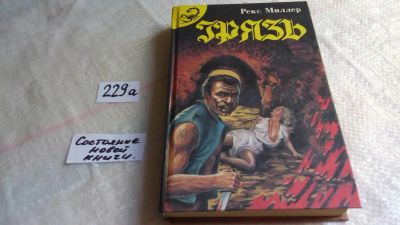 Рекс Миллер
ГРЯЗЬ
229а
Состояние
новой
книги.